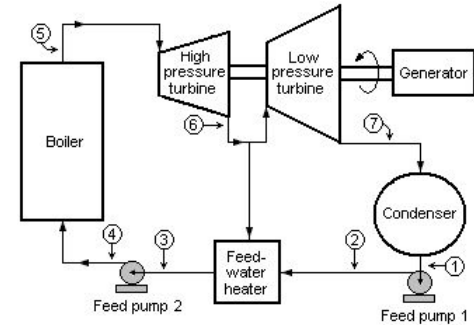 ⑤
High
pressure
turbine
Low
pressure
turbine
Generator
⑥
⑦
Boiler
Condenser
④
③
Feed-
water
heater
②
①
Feed pump 2
Feed pump 1